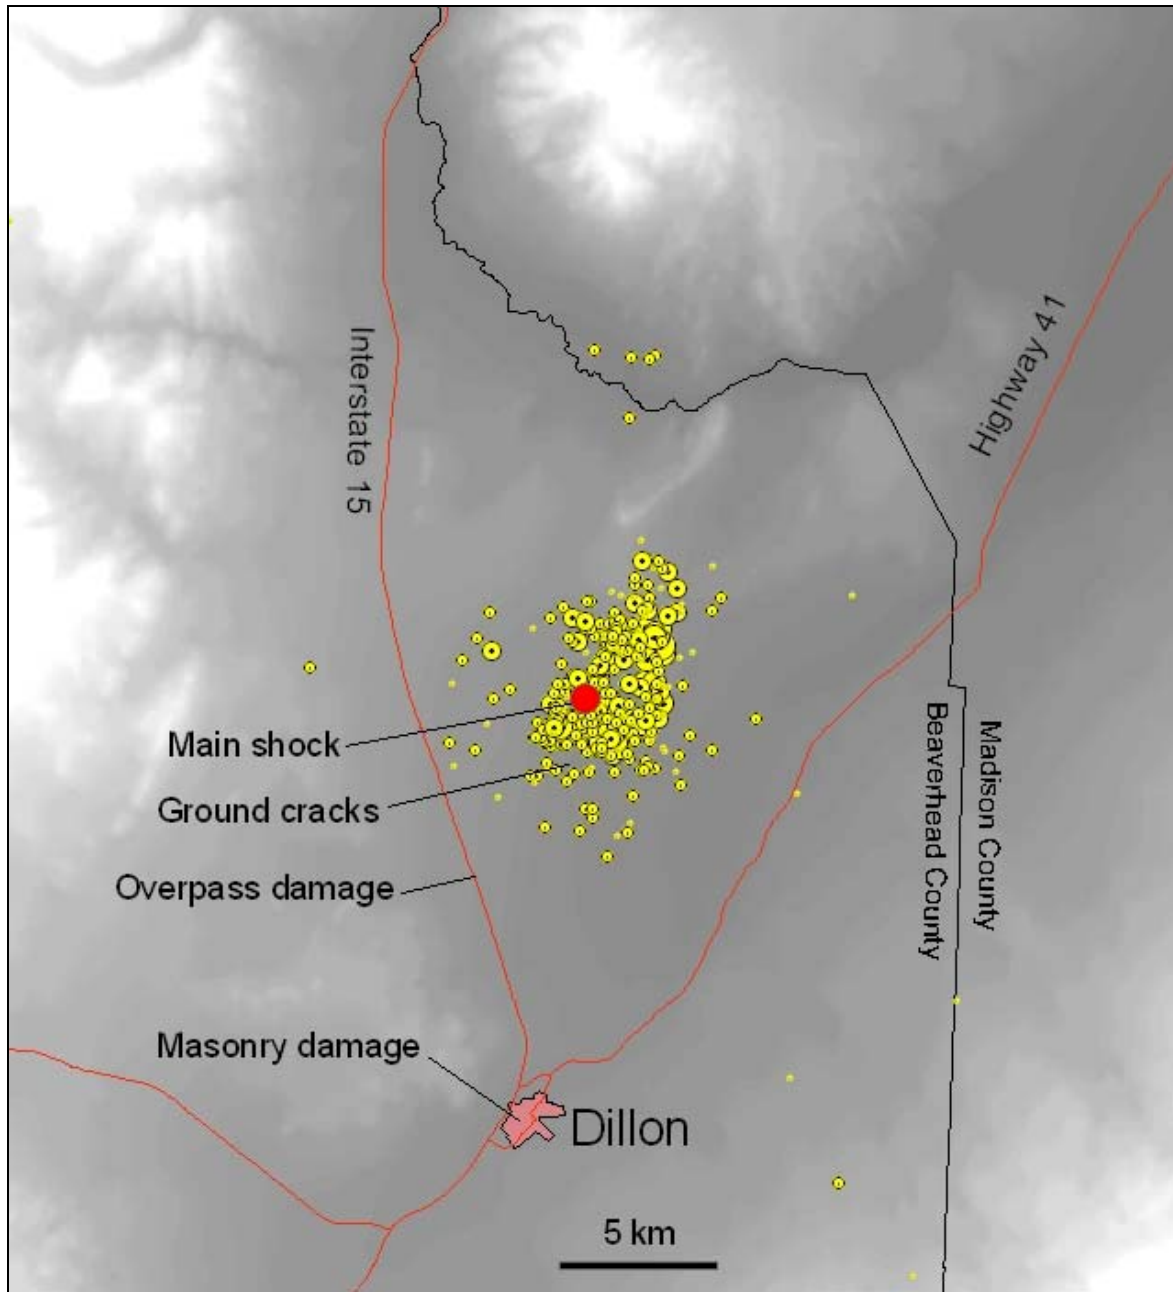 Interstate 15
Highway 41
Main shock
Ground cracks
Overpass damage
Beaverhead County
Madison County
Masonry damage
Dillon
5 km